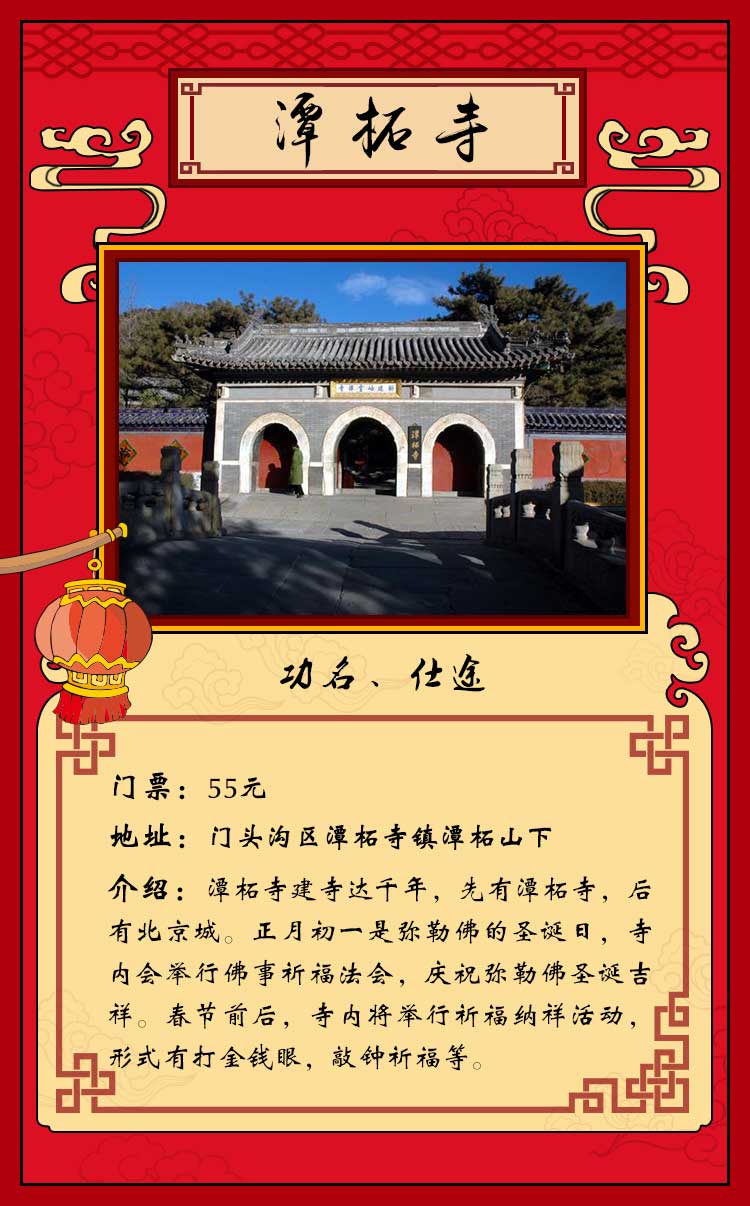 潭柘寺
潭柘寺
功名、仕途
门票：55元
地址：门头沟区潭柘寺镇潭柘山下
介绍：潭柘寺建寺达千年，先有潭柘寺，后
有北京城。正月初一是弥勒佛的圣诞日，寺
内会举行佛事祈福法会，庆祝弥勒佛圣诞吉
祥。春节前后，寺内将举行祈福纳祥活动，
形式有打金钱眼，敲钟祈福等。